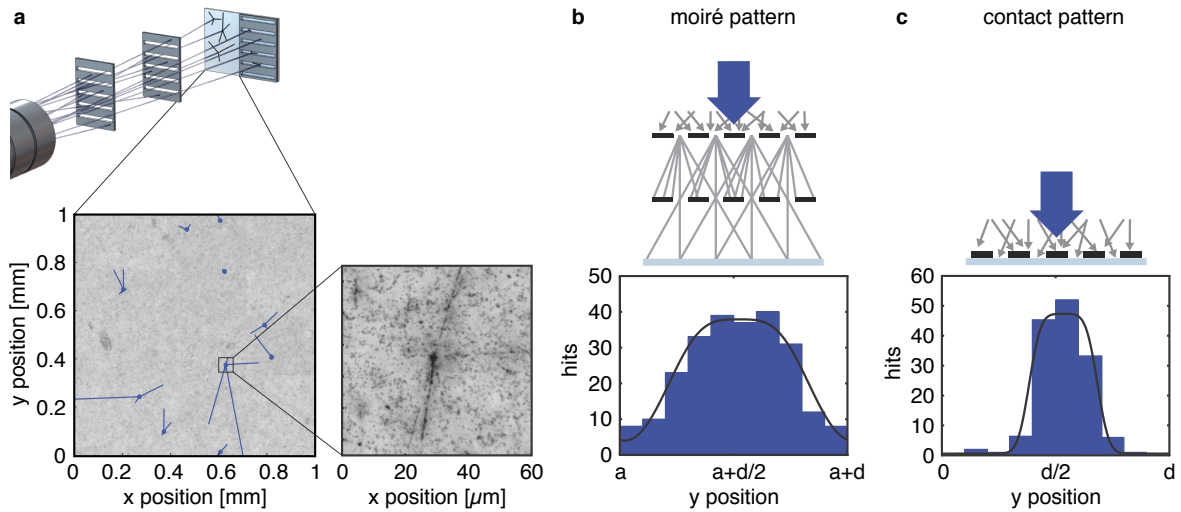 a
b
moiré pattern
c
contact pattern
1
0.8
0.6
0.4
0.2
0
y position [mm]
0
0.2
0.4
0.6
0.8
1
x position [mm]
0
20
40
60
x position [µm]
50
40
30
20
10
0
hits
a
a+d/2
a+d
y position
60
50
40
30
20
10
0
hits
0
d/2
d
y position